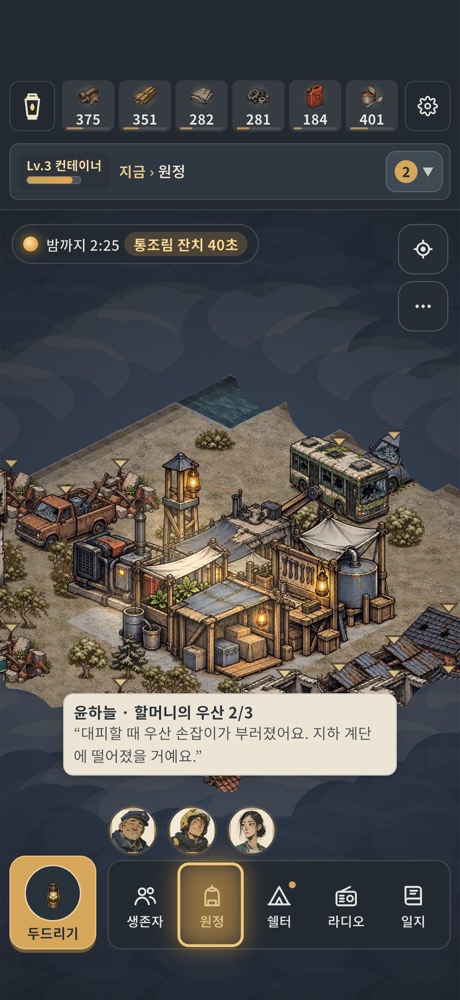 375
351
282
281
184
401
Lv.3 컨테이너
지금 › 원정
2
밤까지 2:25
통조림 잔치 40초
윤하늘 · 할머니의 우산 2/3
“대피할 때 우산 손잡이가 부러졌어요. 지하 계단
에 떨어졌을 거예요.”
두드리기
생존자
원정
쉘터
라디오
일지